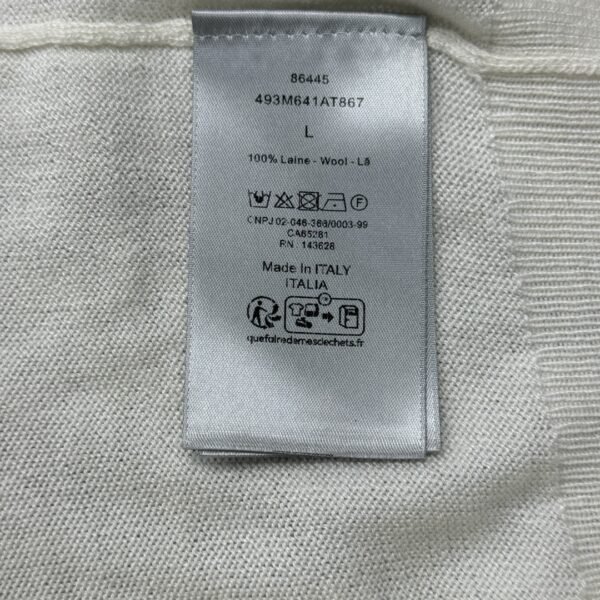 86445
493M641AT867
L
100% Laine - Wool - Lã
F
CNPJ 02-046-368/0003-99
CA65281
RN: 143628
Made In ITALY
ITALIA
quefairedemesdechets.fr